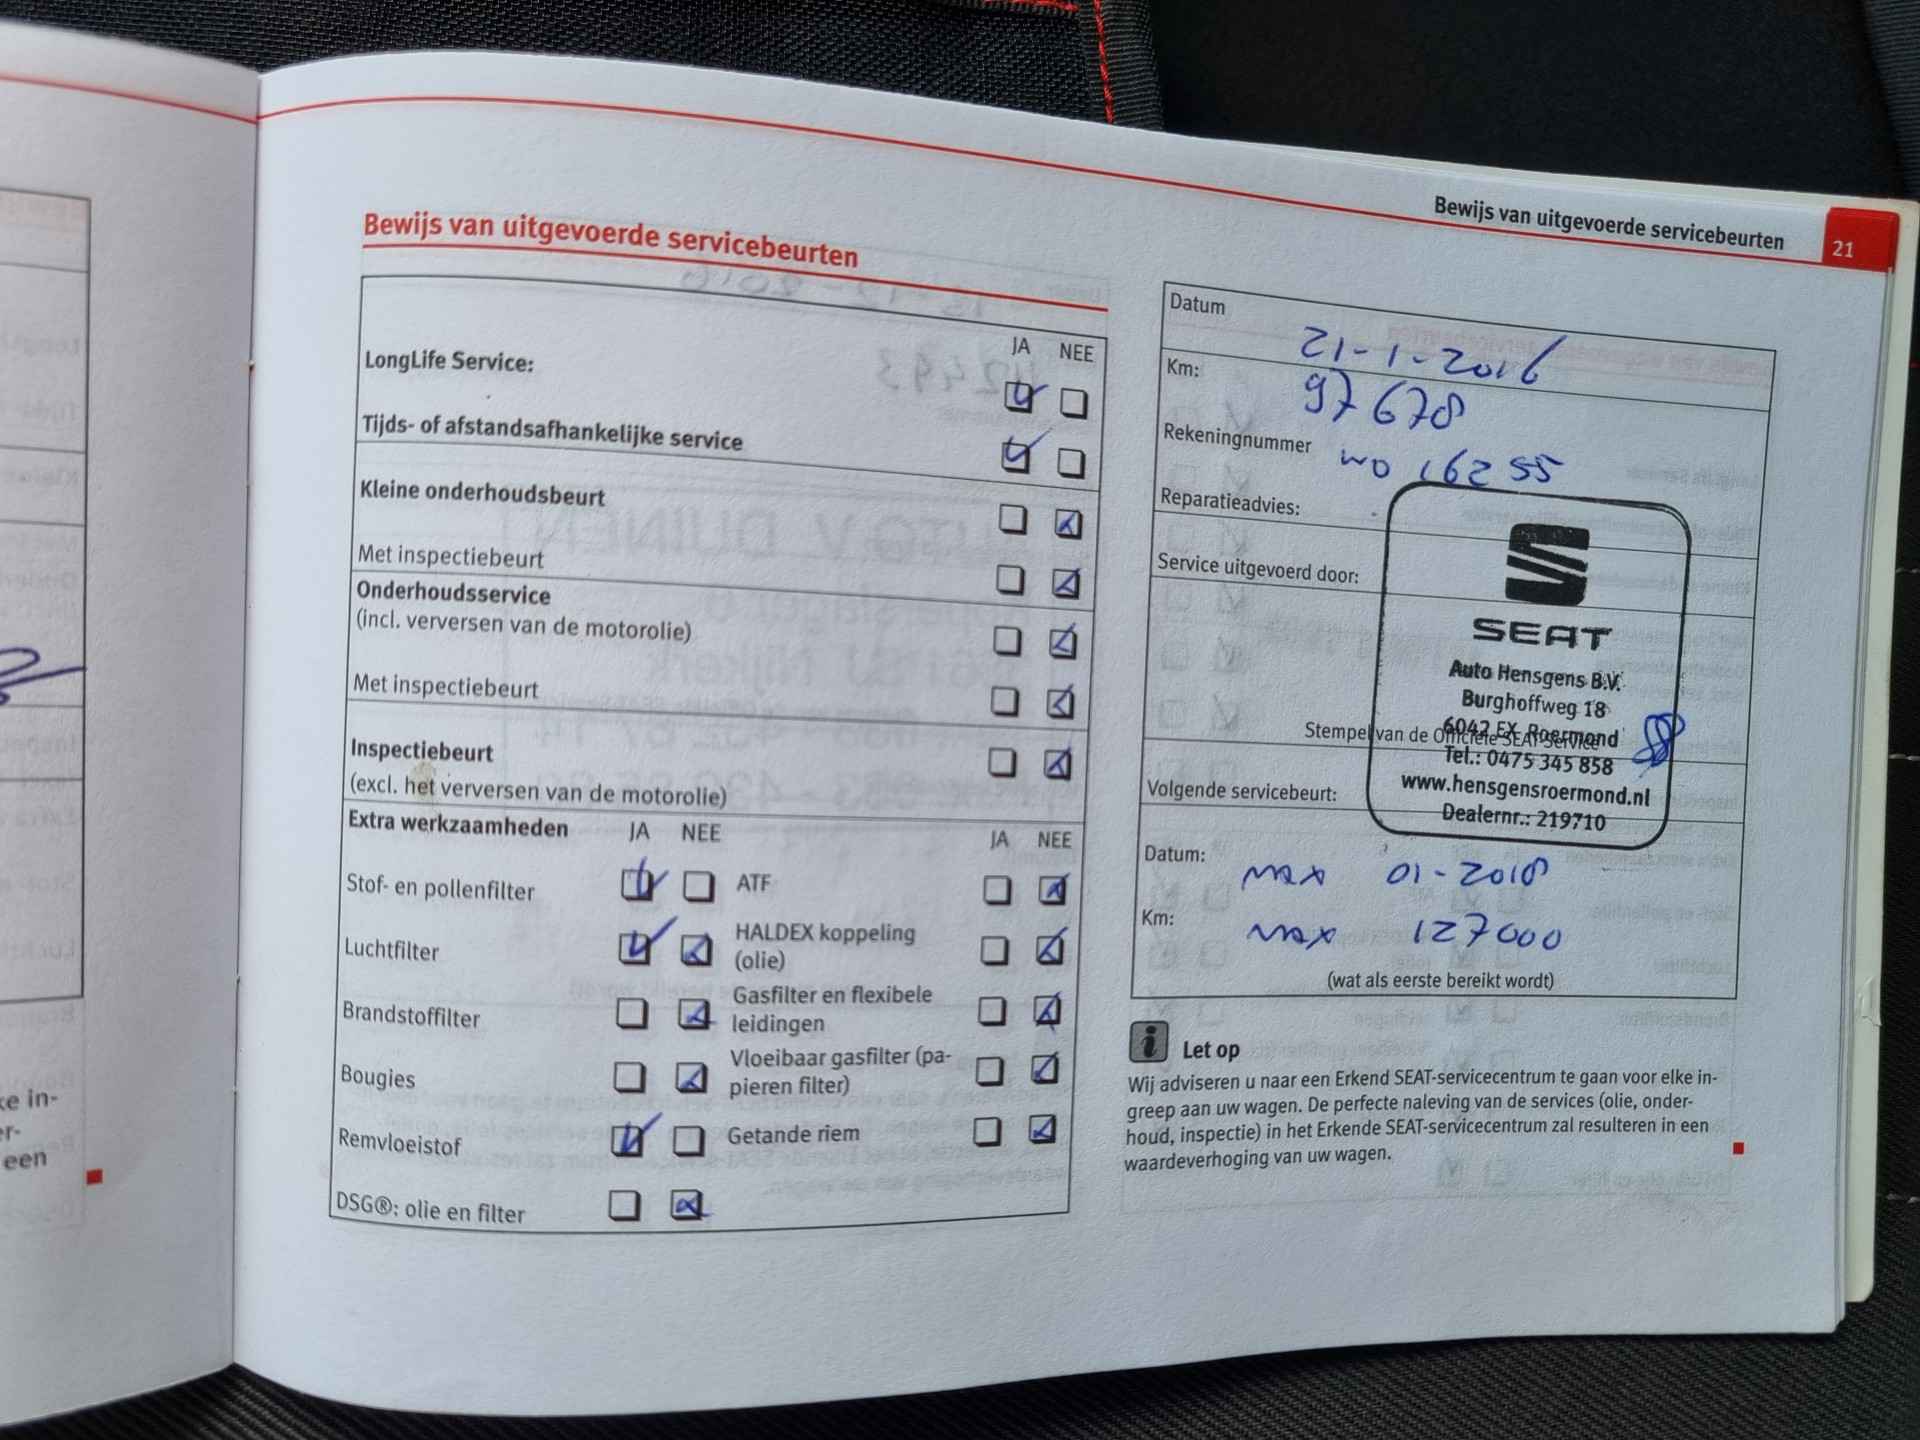 Bewijs van uitgevoerde servicebeurten
21
Bewijs van uitgevoerde servicebeurten
JA NEE
LongLife Service:
Tijds- of afstandsafhankelijke service
Kleine onderhoudsbeurt
Met inspectiebeurt
Onderhoudsservice
(incl. verversen van de motorolie)
Met inspectiebeurt
Inspectiebeurt
(excl. het verversen van de motorolie)
Extra werkzaamheden JA NEE JA NEE
Stof- en pollenfilter ATF
Luchtfilter HALDEX koppeling
(olie)
Brandstoffilter Gasfilter en flexibele
leidingen
Bougies Vloeibaar gasfilter (pa-
pieren filter)
Remvloeistof Getande riem
DSG®: olie en filter
Datum 21-1-2016
Km: 97678
Rekeningnummer wo 16255
Reparatieadvies:
Service uitgevoerd door:
SEAT
Auto Hensgens B.V.
Burghoffweg 18
6042 EX Roermond
Stempel van de Officiële SEAT-service
Tel.: 0475 345 858
www.hensgensroermond.nl
Dealernr.: 219710
Volgende servicebeurt:
Datum: max 01-2018
Km: max 127000
(wat als eerste bereikt wordt)
Let op
Wij adviseren u naar een Erkend SEAT-servicecentrum te gaan voor elke in-
greep aan uw wagen. De perfecte naleving van de services (olie, onder-
houd, inspectie) in het Erkende SEAT-servicecentrum zal resulteren in een
waardeverhoging van uw wagen.
ke in-
er-
een